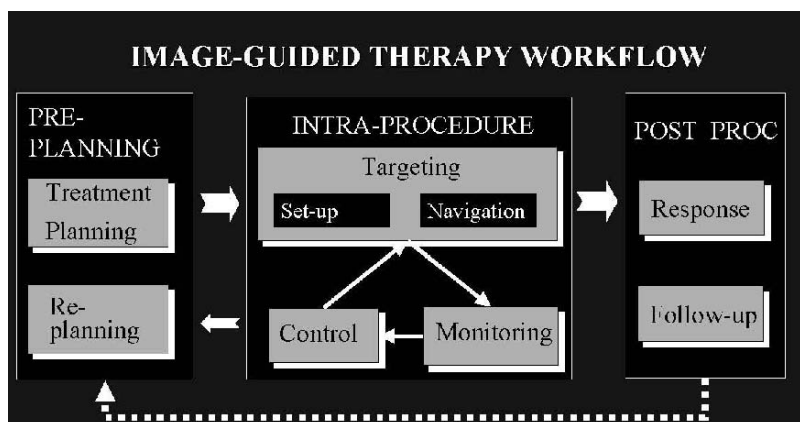 IMAGE-GUIDED THERAPY WORKFLOW
PRE-
PLANNING
Treatment
Planning
Re-
planning
INTRA-PROCEDURE
Targeting
Set-up
Navigation
Control
Monitoring
POST PROC
Response
Follow-up